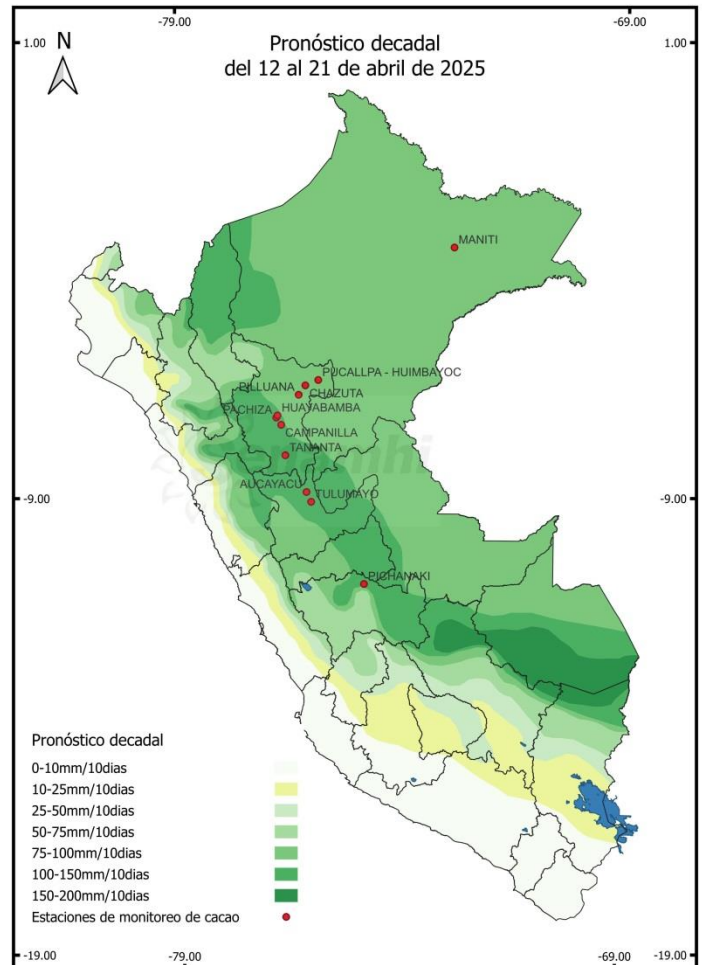 -79.00
-69.00
1.00
1.00
N
Pronóstico decadal
del 12 al 21 de abril de 2025
MANITI
PUCALLPA - HUIMBAYOC
PILLUANA
CHAZUTA
PACHIZA
HUAYABAMBA
CAMPANILLA
senamhi
TANANTA
AUCAYACU
TULUMAYO
-9.00
-9.00
PICHANAKI
Pronóstico decadal
0-10mm/10dias
10-25mm/10dias
25-50mm/10dias
50-75mm/10dias
75-100mm/10dias
100-150mm/10dias
150-200mm/10dias
Estaciones de monitoreo de cacao
-19.00
-19.00
-79.00
-69.00